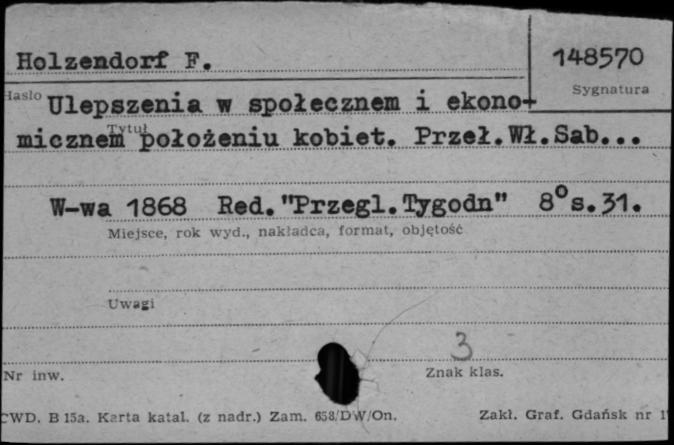 Holzendorf F.
148570
Sygnatura
Hasło Ulepszenia w społecznem i ekono-
Tytuł
micznem położeniu kobiet. Przeł.Wł.Sab...
W-wa 1868 Red."Przegl.Tygodn" 8° s.31.
Miejsce, rok wyd., nakładca, format, objętość
Uwagi
3
Nr inw.
Znak klas.
CWD. B 15a. Karta katal. (z nadr.) Zam. 658/DW/On. Zakł. Graf. Gdańsk nr 1